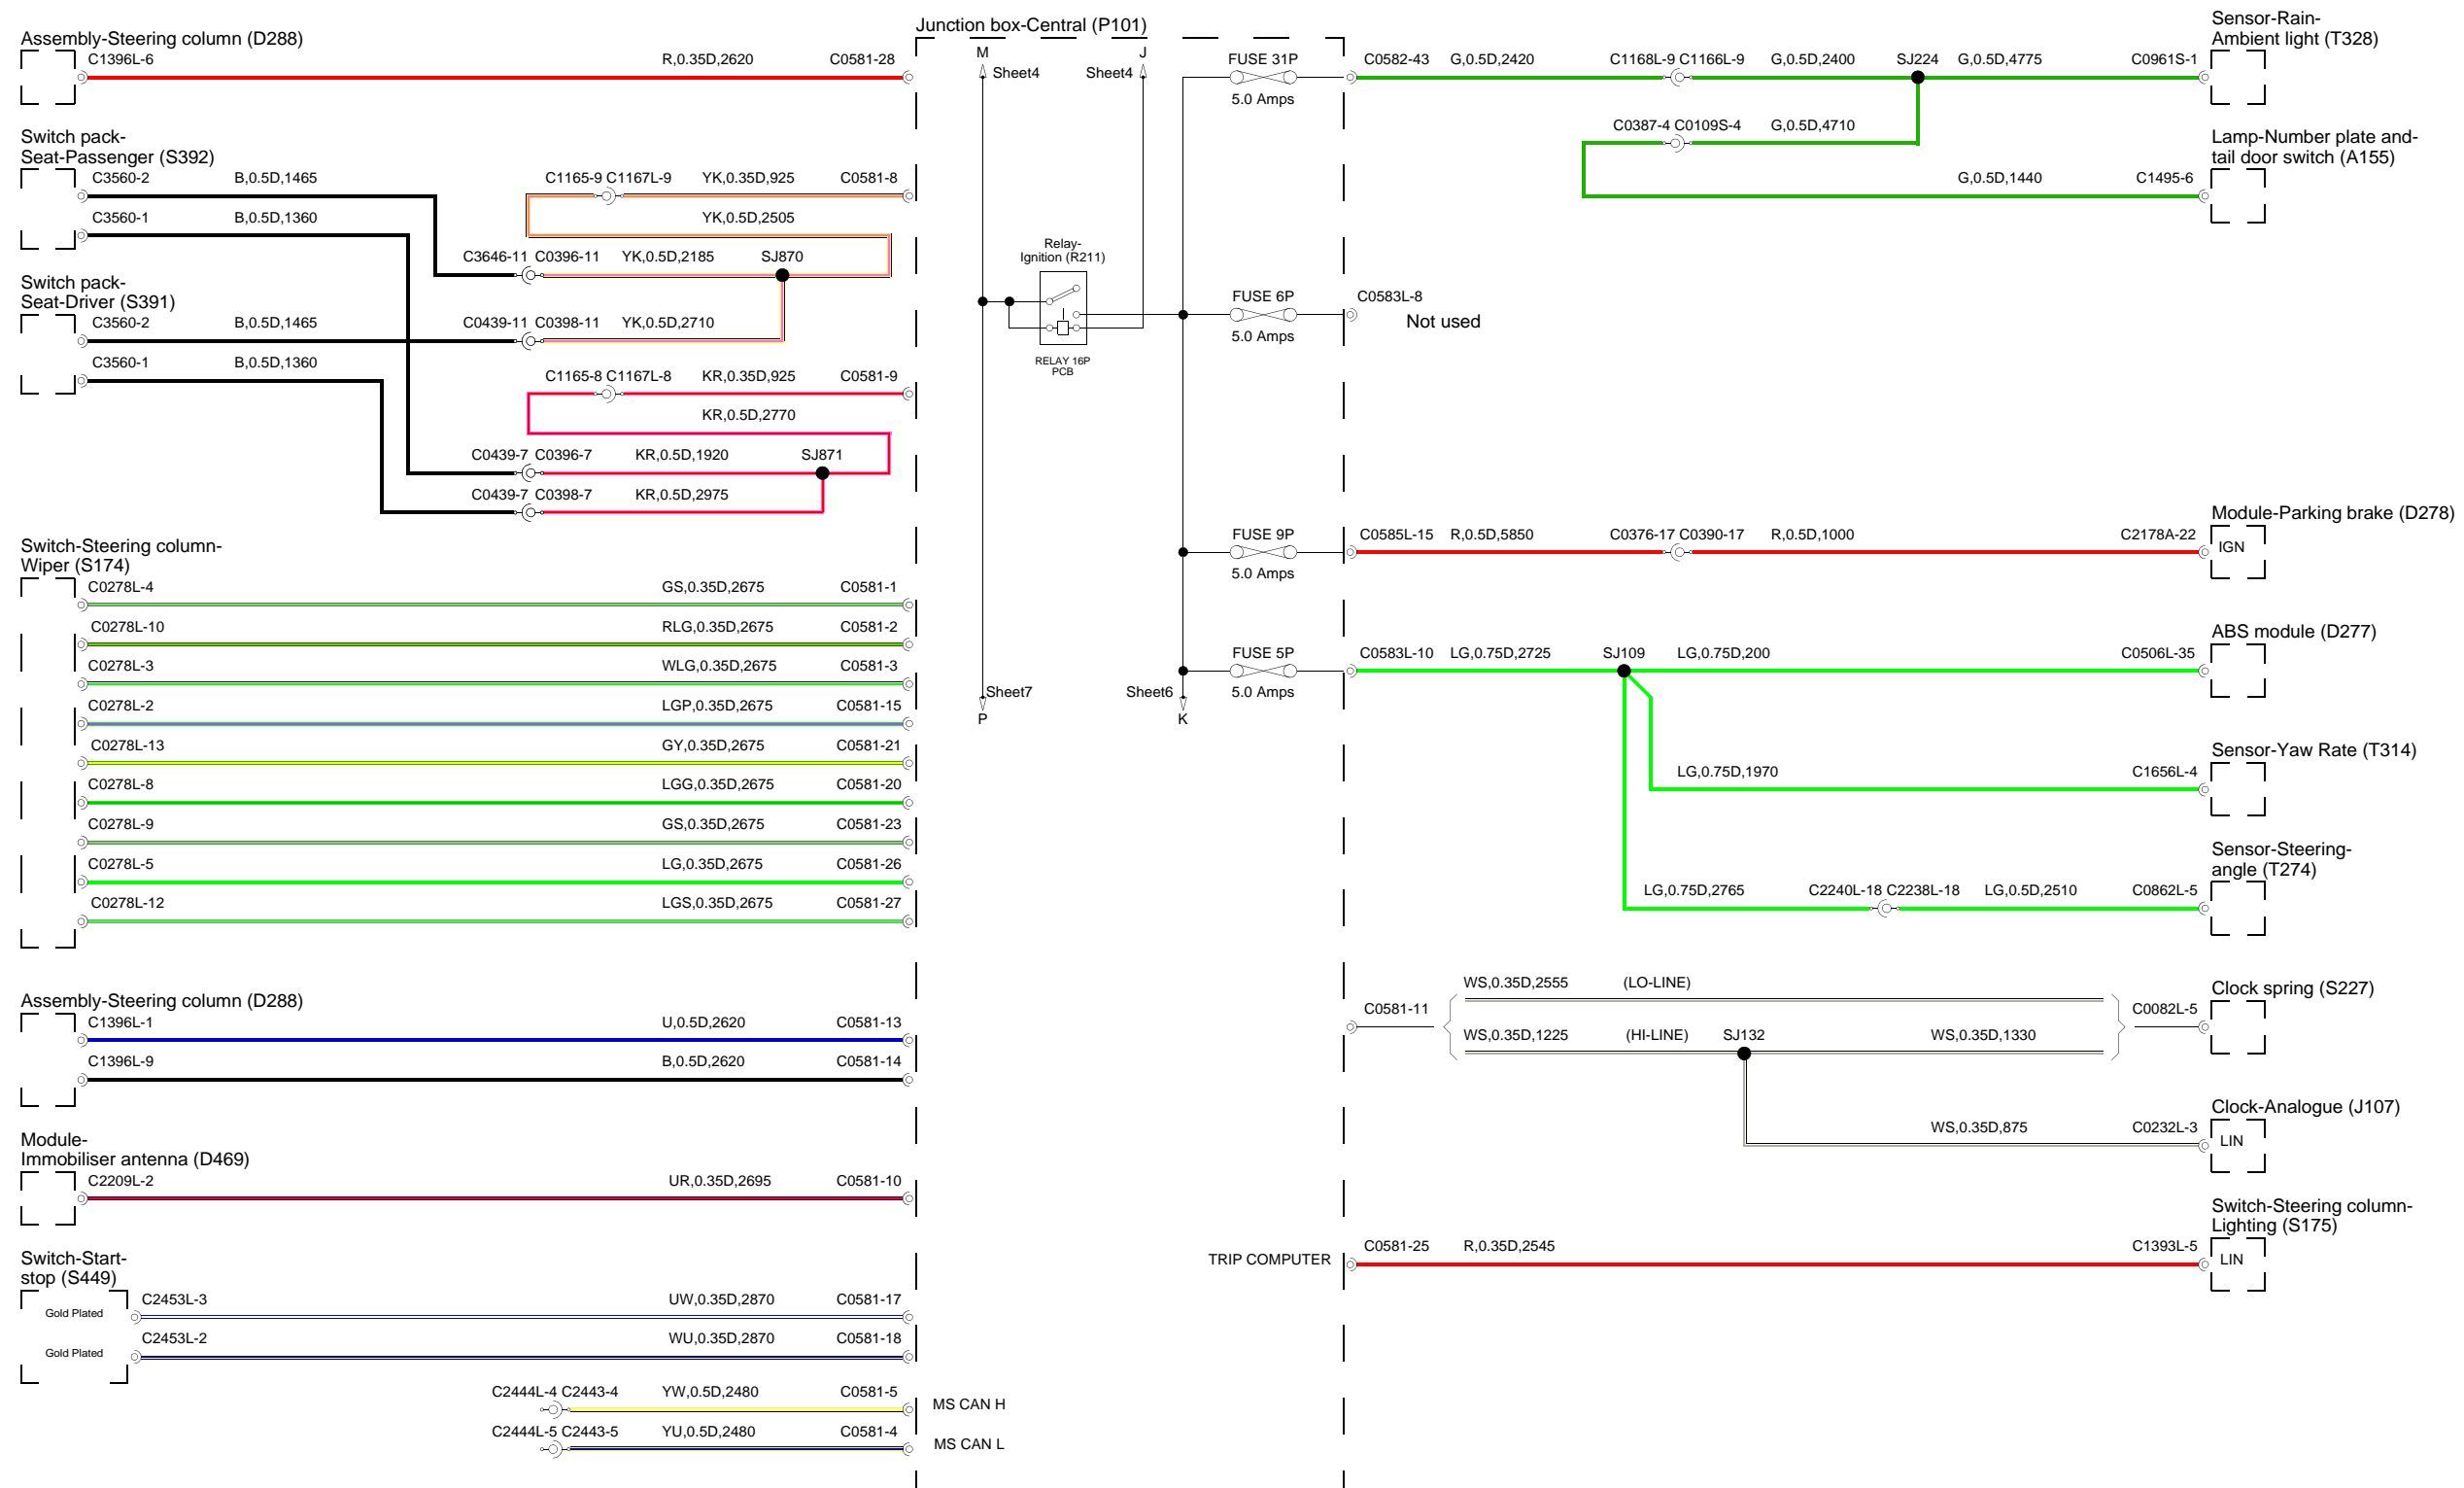 Junction box-Central (P101)
Assembly-Steering column (D288)
C1396L-6 R,0.35D,2620 C0581-28
Switch pack-
Seat-Passenger (S392)
C3560-2 B,0.5D,1465 C1165-9 C1167L-9 YK,0.35D,925 C0581-8
C3560-1 B,0.5D,1360 YK,0.5D,2505
C3646-11 C0396-11 YK,0.5D,2185 SJ870
Switch pack-
Seat-Driver (S391)
C3560-2 B,0.5D,1465 C0439-11 C0398-11 YK,0.5D,2710
C3560-1 B,0.5D,1360 C1165-8 C1167L-8 KR,0.35D,925 C0581-9
KR,0.5D,2770
C0439-7 C0396-7 KR,0.5D,1920 SJ871
C0439-7 C0398-7 KR,0.5D,2975
Switch-Steering column-
Wiper (S174)
C0278L-4 GS,0.35D,2675 C0581-1
C0278L-10 RLG,0.35D,2675 C0581-2
C0278L-3 WLG,0.35D,2675 C0581-3
C0278L-2 LGP,0.35D,2675 C0581-15
C0278L-13 GY,0.35D,2675 C0581-21
C0278L-8 LGG,0.35D,2675 C0581-20
C0278L-9 GS,0.35D,2675 C0581-23
C0278L-5 LG,0.35D,2675 C0581-26
C0278L-12 LGS,0.35D,2675 C0581-27
Assembly-Steering column (D288)
C1396L-1 U,0.5D,2620 C0581-13
C1396L-9 B,0.5D,2620 C0581-14
Module-
Immobiliser antenna (D469)
C2209L-2 UR,0.35D,2695 C0581-10
Switch-Start-
stop (S449)
Gold Plated C2453L-3 UW,0.35D,2870 C0581-17
Gold Plated C2453L-2 WU,0.35D,2870 C0581-18
C2444L-4 C2443-4 YW,0.5D,2480 C0581-5 MS CAN H
C2444L-5 C2443-5 YU,0.5D,2480 C0581-4 MS CAN L
M J
Sheet4 Sheet4
Relay-
Ignition (R211)
RELAY 16P
PCB
Sheet7 Sheet6
P K
FUSE 31P
5.0 Amps
FUSE 6P
5.0 Amps
FUSE 9P
5.0 Amps
FUSE 5P
5.0 Amps
TRIP COMPUTER
Sensor-Rain-
Ambient light (T328)
C0582-43 G,0.5D,2420 C1168L-9 C1166L-9 G,0.5D,2400 SJ224 G,0.5D,4775 C0961S-1
C0387-4 C0109S-4 G,0.5D,4710
Lamp-Number plate and-
tail door switch (A155)
G,0.5D,1440 C1495-6
C0583L-8
Not used
Module-Parking brake (D278)
C0585L-15 R,0.5D,5850 C0376-17 C0390-17 R,0.5D,1000 C2178A-22 IGN
ABS module (D277)
C0583L-10 LG,0.75D,2725 SJ109 LG,0.75D,200 C0506L-35
Sensor-Yaw Rate (T314)
LG,0.75D,1970 C1656L-4
Sensor-Steering-
angle (T274)
LG,0.75D,2765 C2240L-18 C2238L-18 LG,0.5D,2510 C0862L-5
WS,0.35D,2555 (LO-LINE)
Clock spring (S227)
C0581-11 C0082L-5
WS,0.35D,1225 (HI-LINE) SJ132 WS,0.35D,1330
Clock-Analogue (J107)
WS,0.35D,875 C0232L-3 LIN
Switch-Steering column-
Lighting (S175)
C0581-25 R,0.35D,2545 C1393L-5 LIN